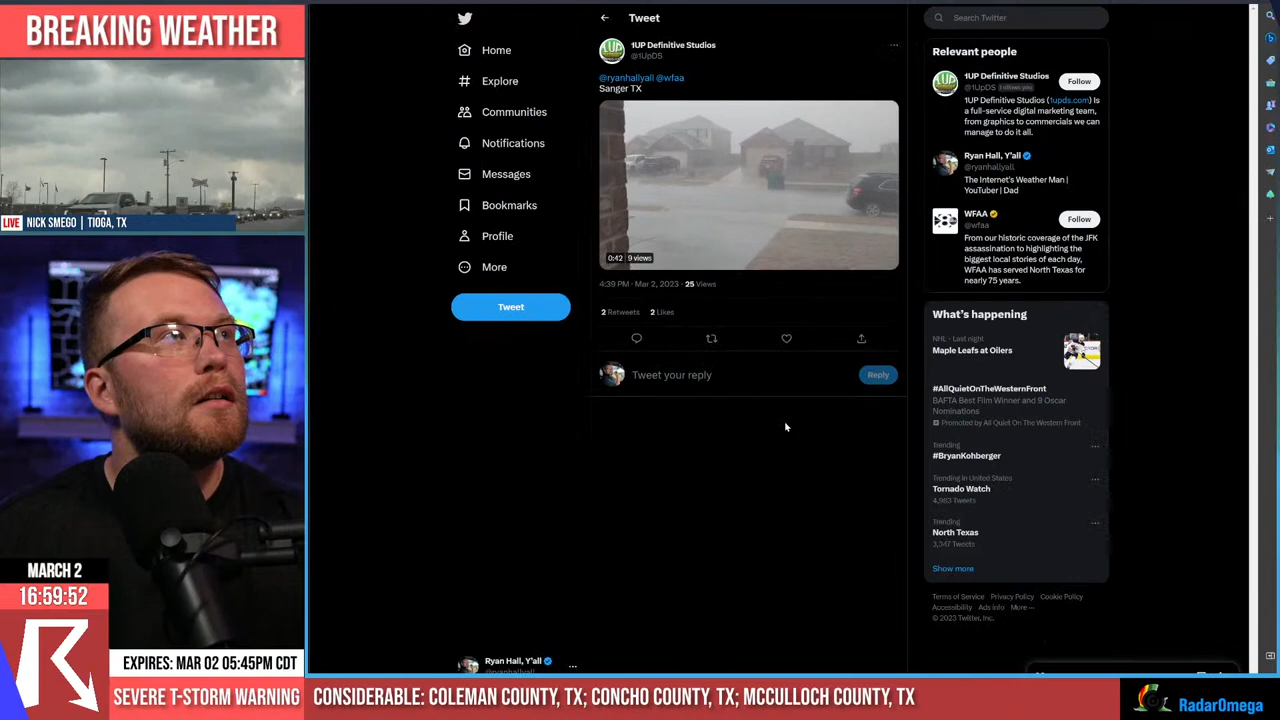 BREAKING WEATHER
LIVE NICK SMEGO | TIOGA, TX
MARCH 2
16:59:52
EXPIRES: MAR 02 05:45PM CDT
SEVERE T-STORM WARNING
CONSIDERABLE: COLEMAN COUNTY, TX; CONCHO COUNTY, TX; MCCULLOCH COUNTY, TX
RadarOmega
Home
Explore
Communities
Notifications
Messages
Bookmarks
Profile
More
Tweet
Ryan Hall, Y'all
@ryanhallyall
Tweet
1UP Definitive Studios
@1UpDS
@ryanhallyall @wfaa
Sanger TX
0:42 9 views
4:39 PM · Mar 2, 2023 · 25 Views
2 Retweets 2 Likes
Tweet your reply
Reply
Search Twitter
Relevant people
1UP Definitive Studios
@1UpDS Follows you
Follow
1UP Definitive Studios (1upds.com) Is
a full-service digital marketing team,
from graphics to commercials we can
manage to do it all.
Ryan Hall, Y'all
@ryanhallyall
The Internet's Weather Man |
YouTuber | Dad
WFAA
@wfaa
Follow
From our historic coverage of the JFK
assassination to highlighting the
biggest local stories of each day,
WFAA has served North Texas for
nearly 75 years.
What's happening
NHL · Last night
Maple Leafs at Oilers
#AllQuietOnTheWesternFront
BAFTA Best Film Winner and 9 Oscar
Nominations
Promoted by All Quiet On The Western Front
Trending
#BryanKohberger
Trending in United States
Tornado Watch
4,983 Tweets
Trending
North Texas
3,347 Tweets
Show more
Terms of Service Privacy Policy Cookie Policy
Accessibility Ads info More ···
© 2023 Twitter, Inc.